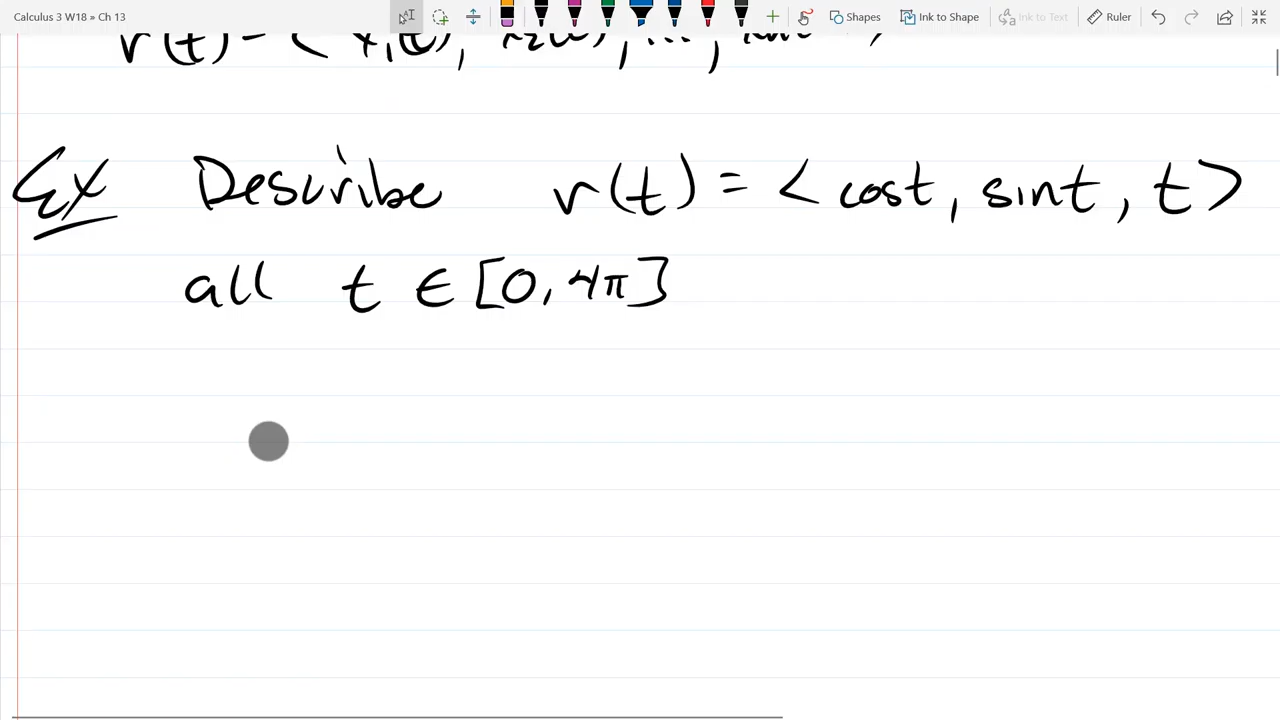 Calculus 3 W18 » Ch 13
Shapes Ink to Shape Ink to Text Ruler
r(t) = <
Ex Describe r(t) = < cost, sint, t >
all t ∈ [0, 4π]